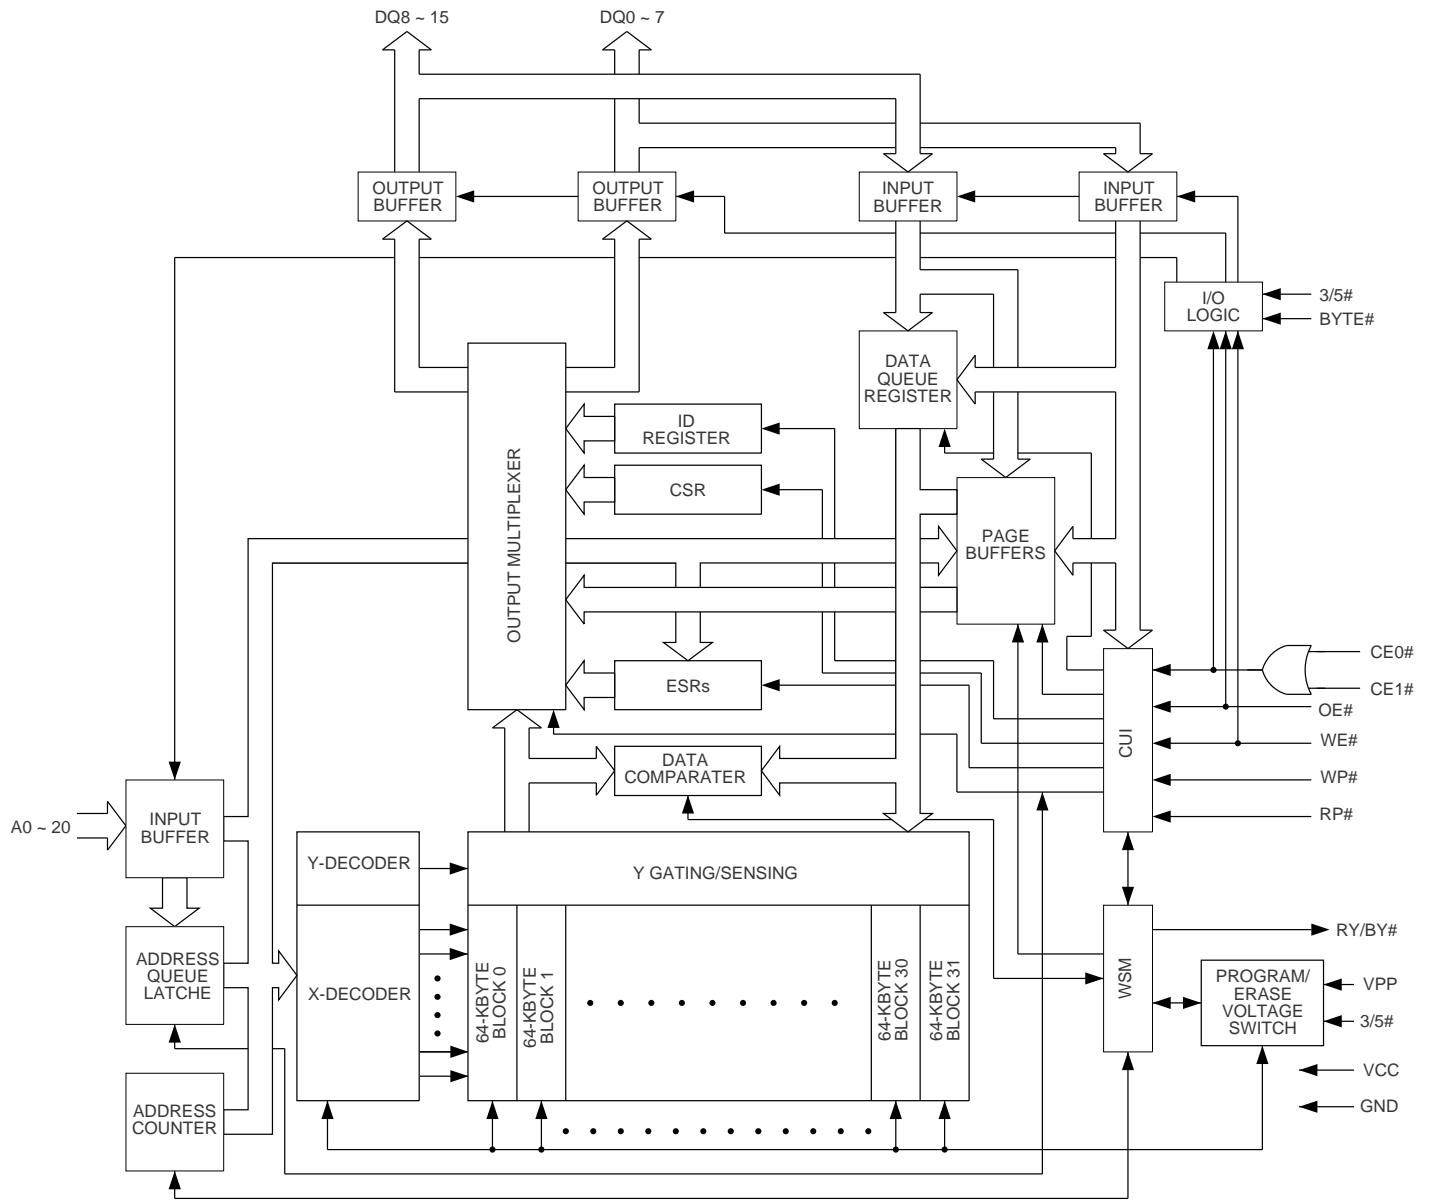 DQ8 ~ 15
DQ0 ~ 7
OUTPUT
BUFFER
OUTPUT
BUFFER
INPUT
BUFFER
INPUT
BUFFER
I/O
LOGIC
3/5#
BYTE#
DATA
QUEUE
REGISTER
ID
REGISTER
CSR
OUTPUT MULTIPLEXER
PAGE
BUFFERS
ESRs
CE0#
CE1#
OE#
WE#
WP#
RP#
CUI
DATA
COMPARATER
A0 ~ 20
INPUT
BUFFER
Y-DECODER
Y GATING/SENSING
ADDRESS
QUEUE
LATCHE
X-DECODER
64-KBYTE
BLOCK 0
64-KBYTE
BLOCK 1
64-KBYTE
BLOCK 30
64-KBYTE
BLOCK 31
WSM
RY/BY#
PROGRAM/
ERASE
VOLTAGE
SWITCH
VPP
3/5#
VCC
GND
ADDRESS
COUNTER